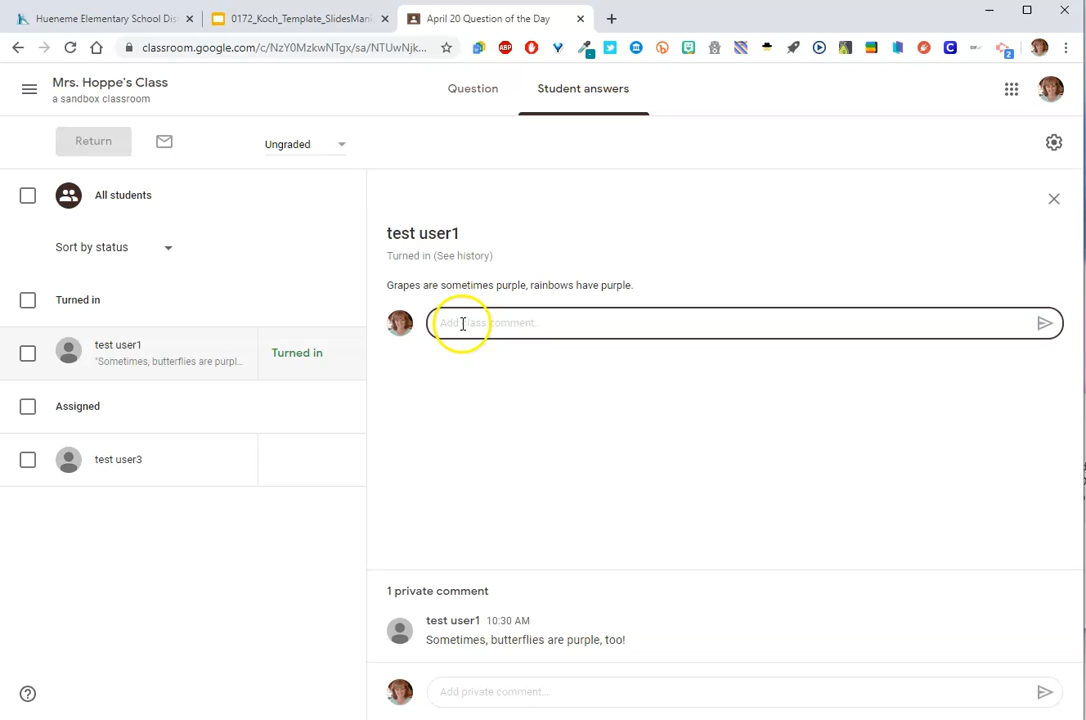 Hueneme Elementary School Dist
0172_Koch_Template_SlidesMani
April 20 Question of the Day
classroom.google.com/c/NzY0MzkwNTgx/sa/NTUwNjk...
ABP
C
2
Mrs. Hoppe's Class
a sandbox classroom
Question
Student answers
Return
Ungraded
All students
Sort by status
Turned in
test user1
"Sometimes, butterflies are purpl...
Turned in
Assigned
test user3
test user1
Turned in (See history)
Grapes are sometimes purple, rainbows have purple.
Add class comment...
1 private comment
test user1 10:30 AM
Sometimes, butterflies are purple, too!
Add private comment...